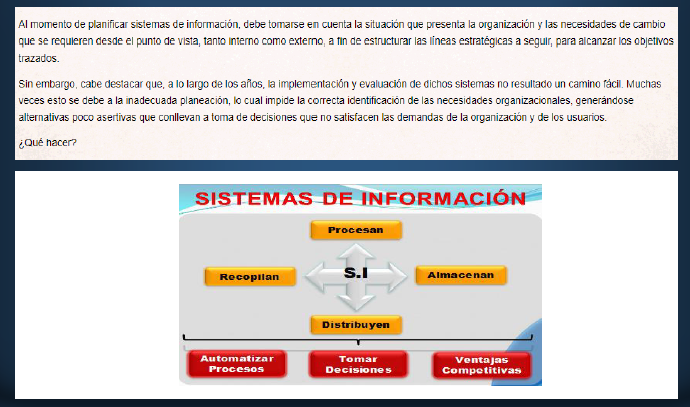 Al momento de planificar sistemas de información, debe tomarse en cuenta la situación que presenta la organización y las necesidades de cambio
que se requieren desde el punto de vista, tanto interno como externo, a fin de estructurar las líneas estratégicas a seguir, para alcanzar los objetivos
trazados.
Sin embargo, cabe destacar que, a lo largo de los años, la implementación y evaluación de dichos sistemas no resultado un camino fácil. Muchas
veces esto se debe a la inadecuada planeación, lo cual impide la correcta identificación de las necesidades organizacionales, generándose
alternativas poco asertivas que conllevan a toma de decisiones que no satisfacen las demandas de la organización y de los usuarios.
¿Qué hacer?
SISTEMAS DE INFORMACIÓN
Procesan
Recopilan
S.I
Almacenan
Distribuyen
Automatizar
Procesos
Tomar
Decisiones
Ventajas
Competitivas